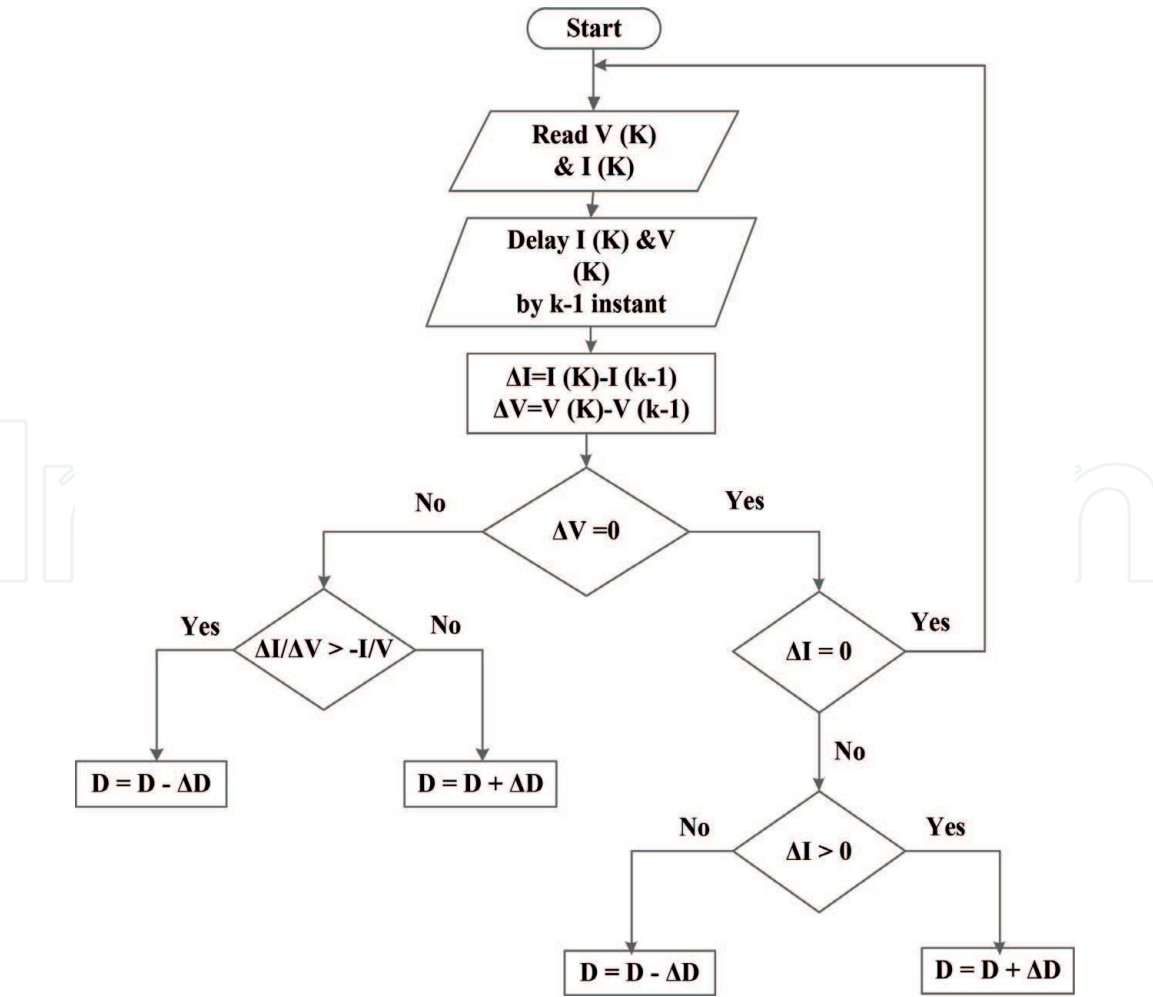 Start
Read V (K)
& I (K)
Delay I (K) &V
(K)
by k-1 instant
ΔI=I (K)-I (k-1)
ΔV=V (K)-V (k-1)
No
ΔV =0
Yes
Yes
ΔI/ΔV > -I/V
No
ΔI = 0
Yes
D = D - ΔD
D = D + ΔD
No
No
ΔI > 0
Yes
D = D - ΔD
D = D + ΔD